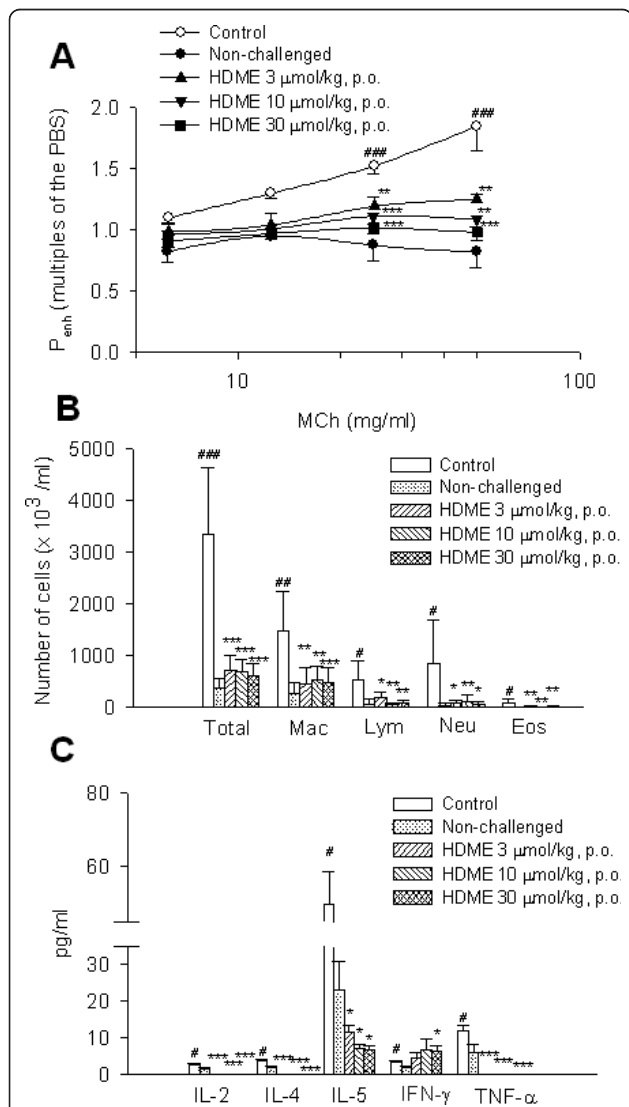 A
Control
Non-challenged
HDME 3 μmol/kg, p.o.
HDME 10 μmol/kg, p.o.
HDME 30 μmol/kg, p.o.
2.0
1.5
1.0
0.5
0.0
Penh (multiples of the PBS)
###
###
**
***
***
**
**
***
10
100
MCh (mg/ml)
B
5000
4000
3000
2000
1000
0
Number of cells (x 10³ /ml)
Control
Non-challenged
HDME 3 μmol/kg, p.o.
HDME 10 μmol/kg, p.o.
HDME 30 μmol/kg, p.o.
###
***
***
***
##
**
**
***
#
*
**
**
#
*
**
*
#
**
**
**
Total Mac Lym Neu Eos
C
80
60
30
20
10
0
pg/ml
Control
Non-challenged
HDME 3 μmol/kg, p.o.
HDME 10 μmol/kg, p.o.
HDME 30 μmol/kg, p.o.
#
***
***
***
#
***
***
***
#
*
*
*
#
*
#
***
***
***
IL-2 IL-4 IL-5 IFN-γ TNF-α